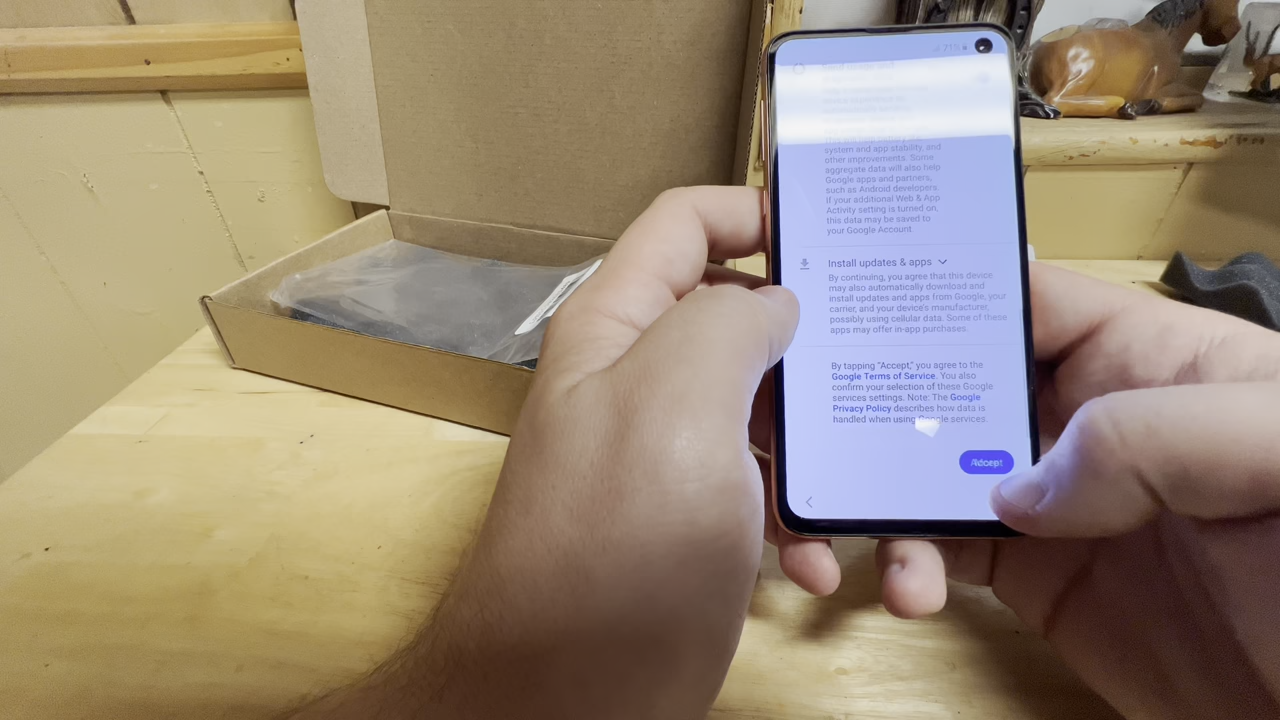 71%
system and app stability, and
other improvements. Some
aggregate data will also help
Google apps and partners,
such as Android developers.
If your additional Web & App
Activity setting is turned on,
this data may be saved to
your Google Account.
Install updates & apps
By continuing, you agree that this device
may also automatically download and
install updates and apps from Google, your
carrier, and your device's manufacturer,
possibly using cellular data. Some of these
apps may offer in-app purchases.
By tapping "Accept," you agree to the
Google Terms of Service. You also
confirm your selection of these Google
services settings. Note: The Google
Privacy Policy describes how data is
handled when using Google services.